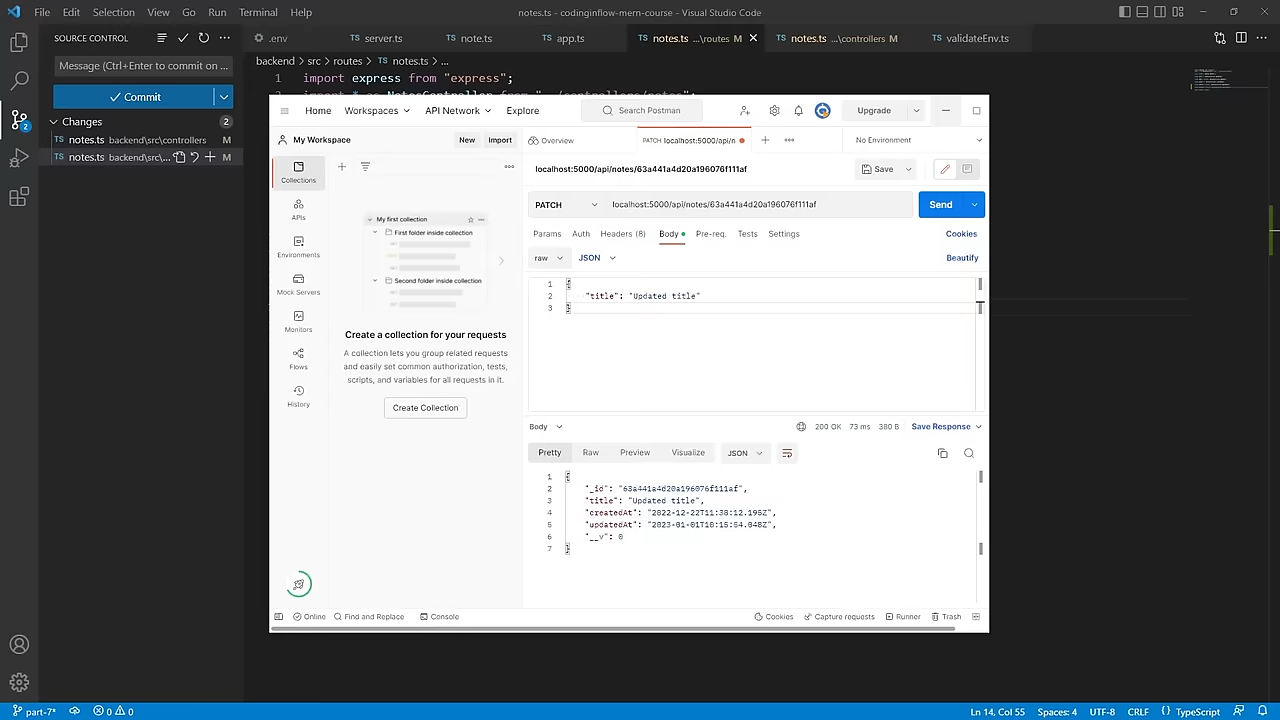 File Edit Selection View Go Run Terminal Help
notes.ts - codinginflow-mern-course - Visual Studio Code
SOURCE CONTROL
.env
server.ts
note.ts
app.ts
notes.ts ...\routes M
notes.ts ...\controllers M
validateEnv.ts
Message (Ctrl+Enter to commit on ...
Commit
Changes 2
notes.ts backend\src\controllers M
notes.ts backend\src\... M
2
backend > src > routes > TS notes.ts > ...
1 import express from "express";
Home Workspaces API Network Explore
Search Postman
Upgrade
My Workspace
New Import
Overview
PATCH localhost:5000/api/n
No Environment
Collections
APIs
Environments
Mock Servers
Monitors
Flows
History
My first collection
First folder inside collection
Second folder inside collection
Create a collection for your requests
A collection lets you group related requests
and easily set common authorization, tests,
scripts, and variables for all requests in it.
Create Collection
localhost:5000/api/notes/63a441a4d20a196076f111af
Save
PATCH localhost:5000/api/notes/63a441a4d20a196076f111af
Send
Params Auth Headers (8) Body Pre-req. Tests Settings
Cookies
raw JSON
Beautify
1 {
2 "title": "Updated title"
3 }
Body
200 OK 73 ms 380 B Save Response
Pretty Raw Preview Visualize JSON
1 {
2 "_id": "63a441a4d20a196076f111af",
3 "title": "Updated title",
4 "createdAt": "2022-12-22T11:38:12.195Z",
5 "updatedAt": "2023-01-01T10:15:54.048Z",
6 "__v": 0
7 }
Online Find and Replace Console
Cookies Capture requests Runner Trash
part-7* 0 0
Ln 14, Col 55 Spaces: 4 UTF-8 CRLF {} TypeScript